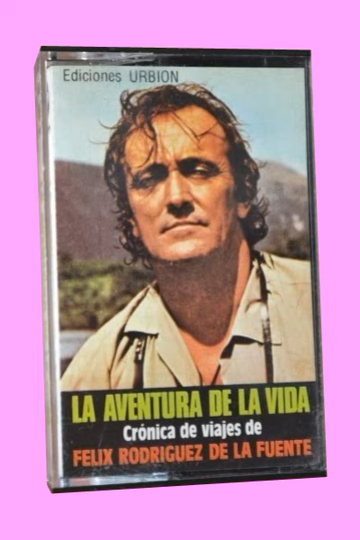 Ediciones URBION
LA AVENTURA DE LA VIDA
Crónica de viajes de
FELIX RODRIGUEZ DE LA FUENTE